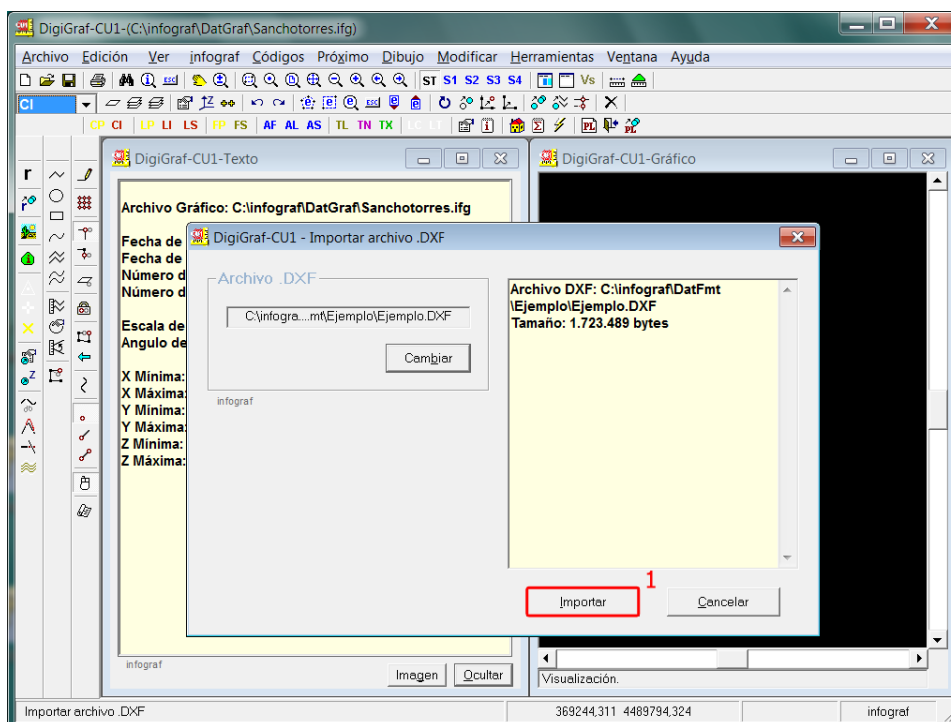 DigiGraf-CU1-(C:\infograf\DatGraf\Sanchotorres.ifg)
Archivo Edición Ver infograf Códigos Próximo Dibujo Modificar Herramientas Ventana Ayuda
ST S1 S2 S3 S4 Vs
CI
CP CI LP LI LS FP FS AF AL AS TL TN TX LC LT PL PL
DigiGraf-CU1-Texto
DigiGraf-CU1-Gráfico
Archivo Gráfico: C:\infograf\DatGraf\Sanchotorres.ifg
Fecha de
Fecha de
Número d
Número d
Escala de
Angulo de
X Mínima:
X Máxima:
Y Mínima:
Y Máxima:
Z Mínima:
Z Máxima:
DigiGraf-CU1 - Importar archivo .DXF
Archivo .DXF
C:\infogra....mt\Ejemplo\Ejemplo.DXF
Cambiar
infograf
Archivo DXF: C:\infograf\DatFmt
\Ejemplo\Ejemplo.DXF
Tamaño: 1.723.489 bytes
1
Importar
Cancelar
infograf
Imagen
Ocultar
Visualización.
Importar archivo .DXF
369244,311 4489794,324
infograf